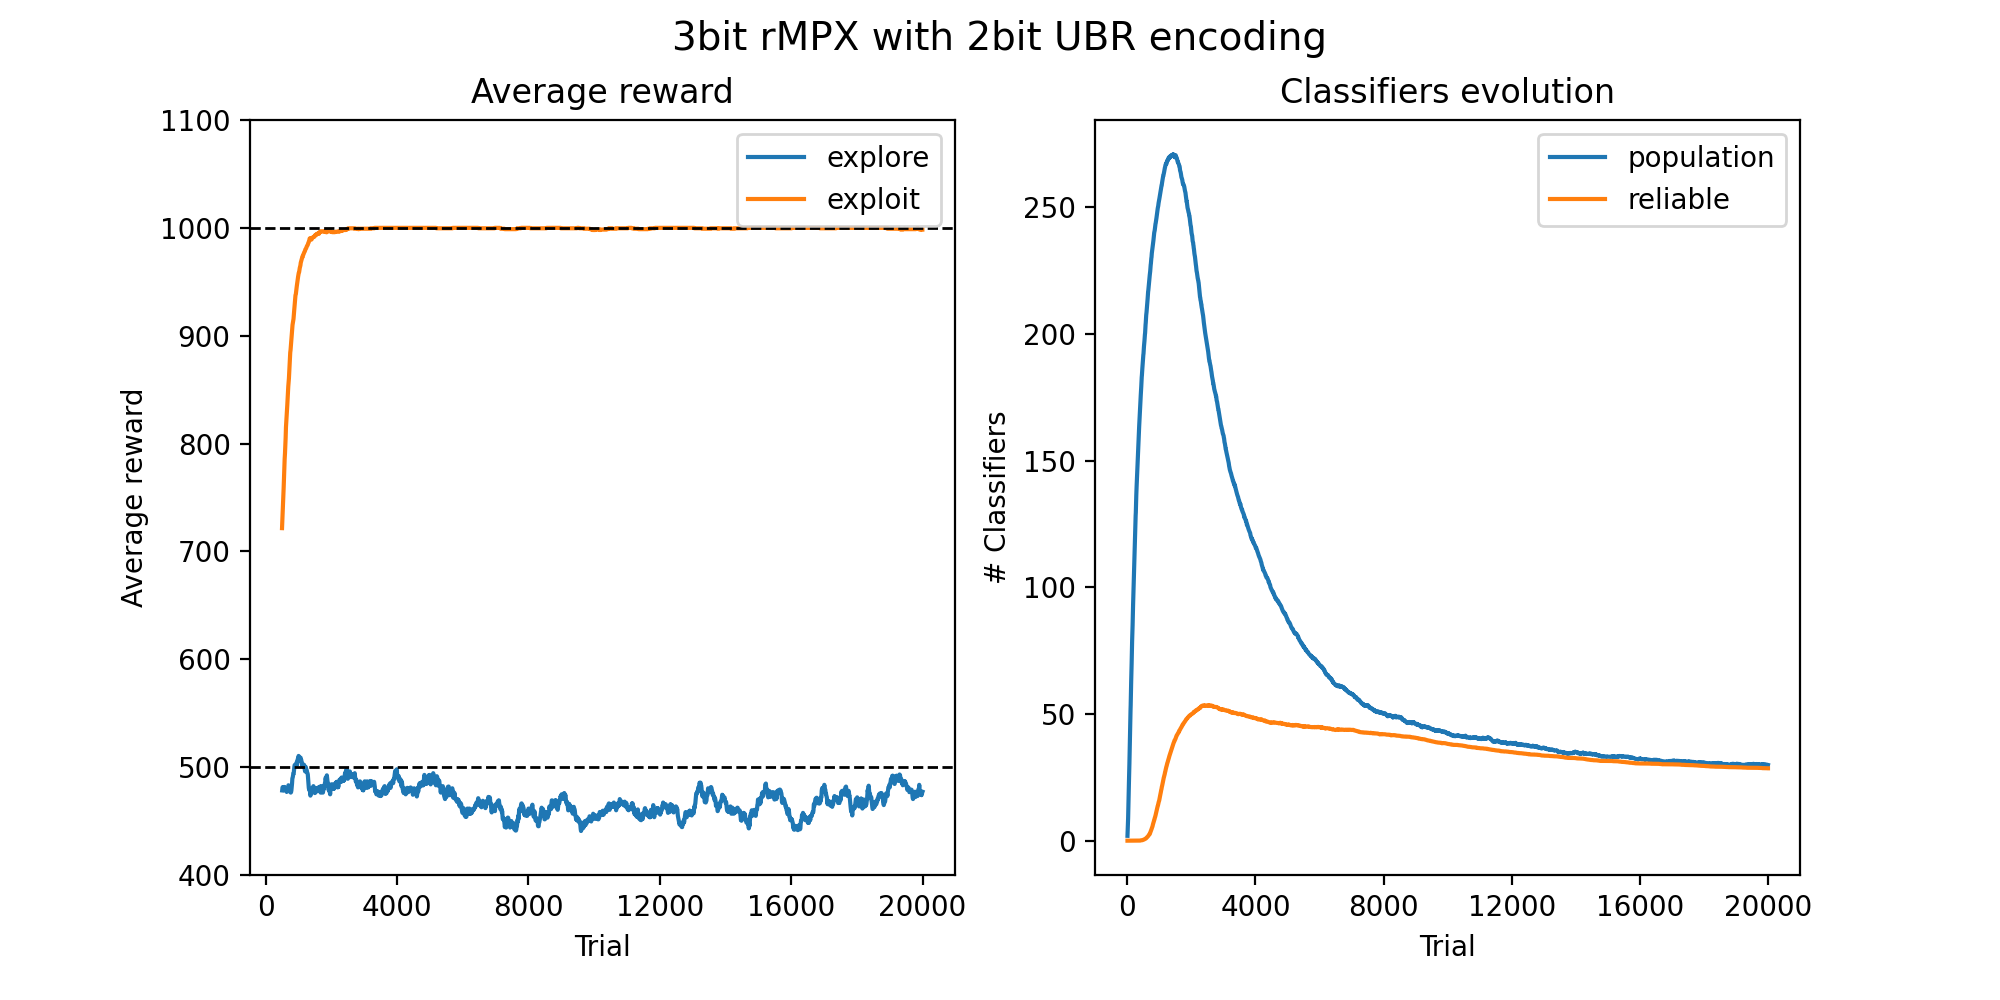 3bit rMPX with 2bit UBR encoding
Average reward
1100
1000
900
800
700
600
500
400
Average reward
explore
exploit
0 4000 8000 12000 16000 20000
Trial
Classifiers evolution
250
200
150
100
50
0
# Classifiers
population
reliable
0 4000 8000 12000 16000 20000
Trial